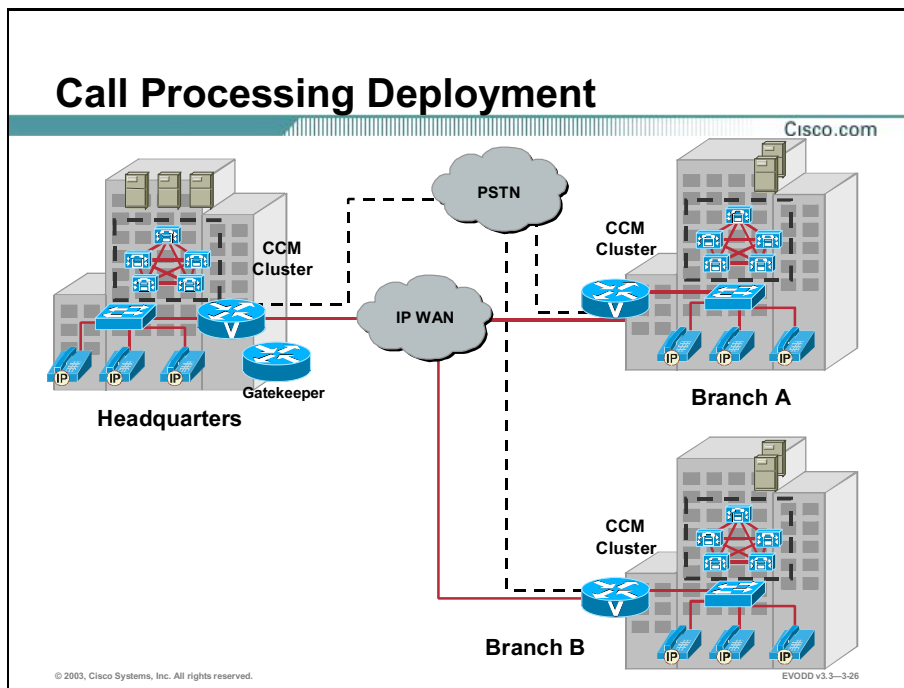 Call Processing Deployment
Cisco.com
PSTN
CCM
Cluster
CCM
Cluster
IP WAN
V
V
IP
IP
IP
IP
IP
IP
Gatekeeper
Headquarters
Branch A
CCM
Cluster
V
Branch B
IP
IP
IP
© 2003, Cisco Systems, Inc. All rights reserved.
EVODD v3.3—3-26